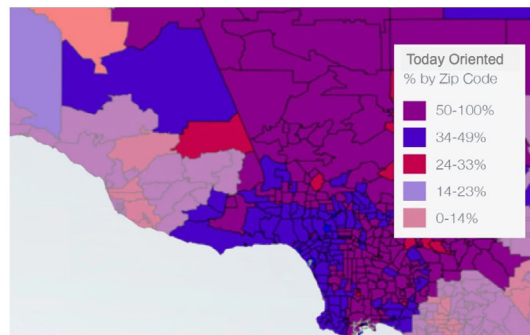 Today Oriented
% by Zip Code
50-100%
34-49%
24-33%
14-23%
0-14%